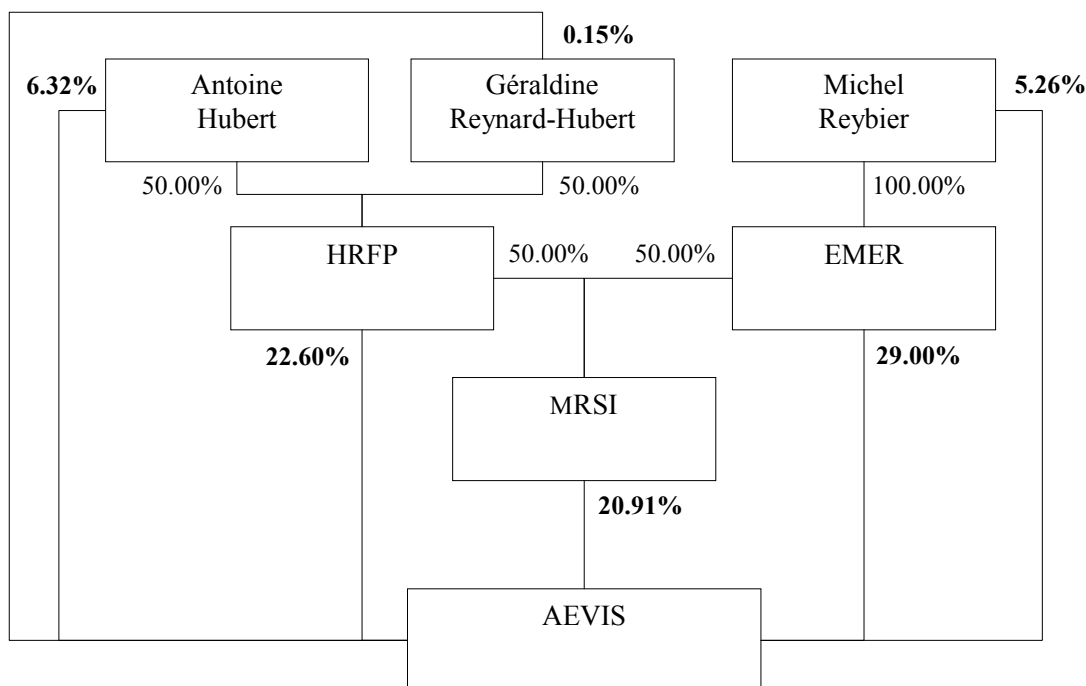 0.15%
6.32%
Antoine
Hubert
Géraldine
Reynard-Hubert
Michel
Reybier
5.26%
50.00%
50.00%
100.00%
HRFP
50.00%
50.00%
EMER
22.60%
29.00%
MRSI
20.91%
AEVIS